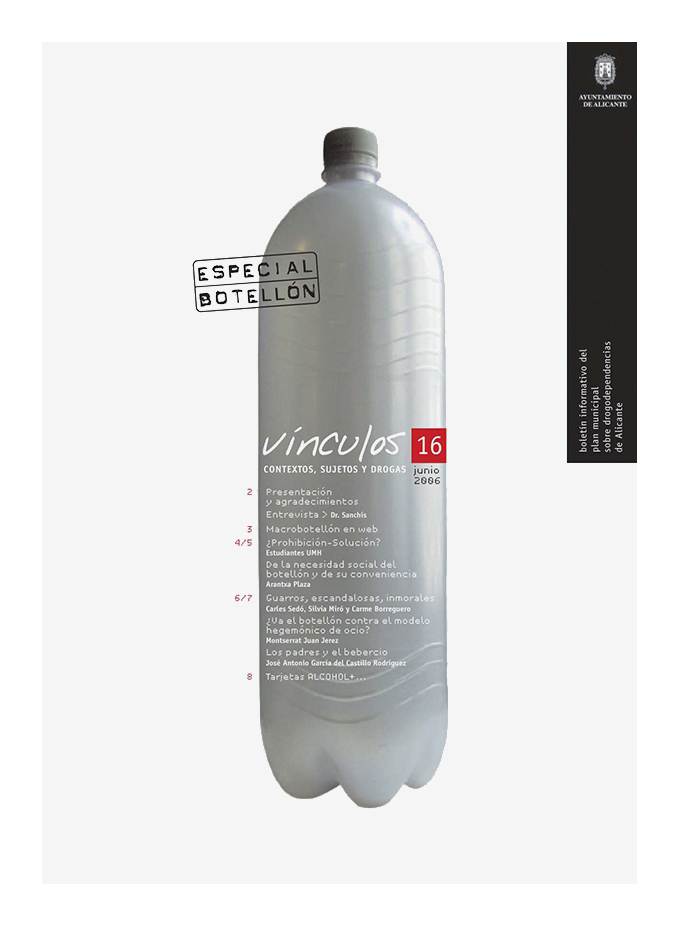 AYUNTAMIENTO
DE ALICANTE
ESPECIAL
BOTELLÓN
boletín informativo del
plan municipal
sobre drogodependencias
de Alicante
vínculos 16
CONTEXTOS, SUJETOS Y DROGAS
junio
2006
2 Presentación
y agradecimientos
Entrevista > Dr. Sanchis
3 Macrobotellón en web
4/5 ¿Prohibición-Solución?
Estudiantes UMH
De la necesidad social del
botellón y de su conveniencia
Arantxa Plaza
6/7 Guarros, escandalosas, inmorales
Carles Sedó, Silvia Miró y Carme Borreguero
¿Va el botellón contra el modelo
hegemónico de ocio?
Montserrat Juan Jerez
Los padres y el bebercio
José Antonio García del Castillo Rodríguez
8 Tarjetas ALCOHOL+...